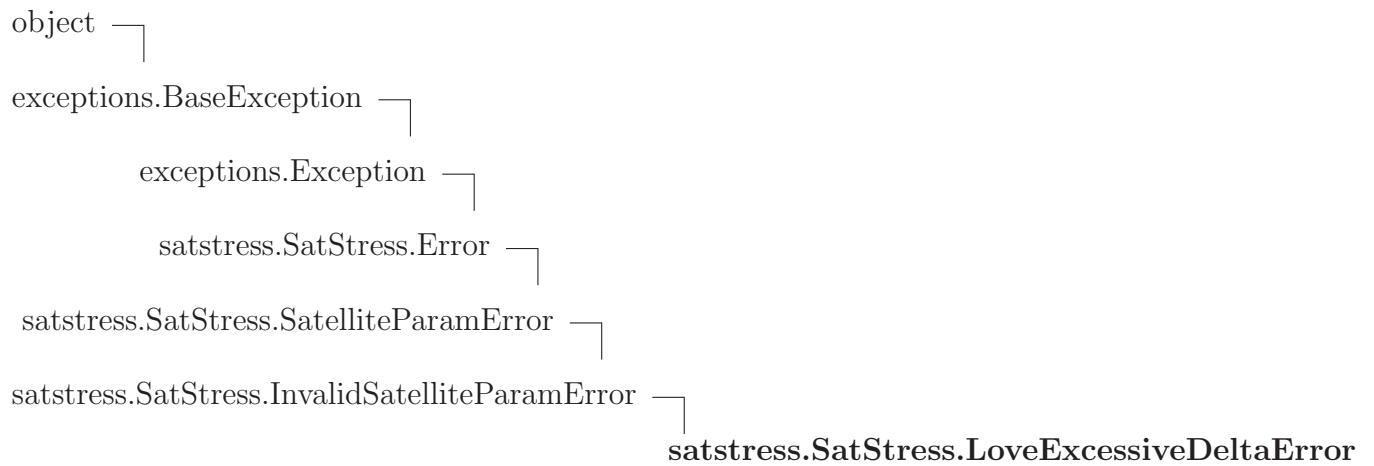 object
exceptions.BaseException
exceptions.Exception
satstress.SatStress.Error
satstress.SatStress.SatelliteParamError
satstress.SatStress.InvalidSatelliteParamError
satstress.SatStress.LoveExcessiveDeltaError